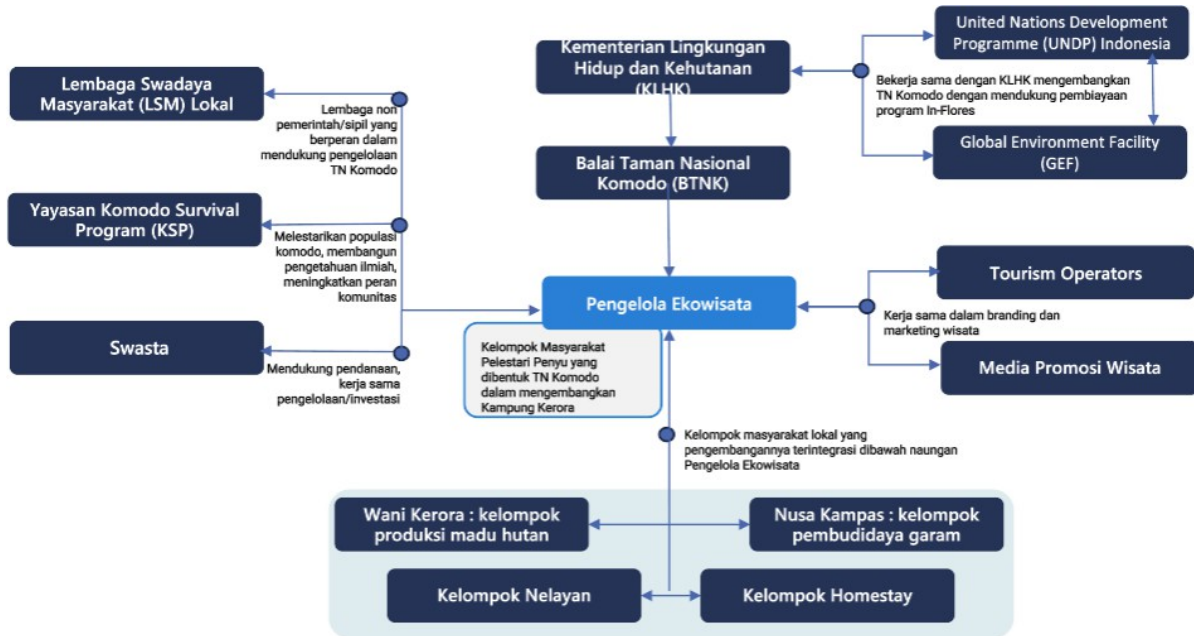 Kementerian Lingkungan
Hidup dan Kehutanan
(KLHK)
United Nations Development
Programme (UNDP) Indonesia
Bekerja sama dengan KLHK mengembangkan
TN Komodo dengan mendukung pembiayaan
program In-Flores
Global Environment Facility
(GEF)
Lembaga Swadaya
Masyarakat (LSM) Lokal
Lembaga non
pemerintah/sipil yang
berperan dalam
mendukung pengelolaan
TN Komodo
Balai Taman Nasional
Komodo (BTNK)
Yayasan Komodo Survival
Program (KSP)
Melestarikan populasi
komodo, membangun
pengetahuan ilmiah,
meningkatkan peran
komunitas
Swasta
Mendukung pendanaan,
kerja sama
pengelolaan/investasi
Pengelola Ekowisata
Kelompok Masyarakat
Pelestari Penyu yang
dibentuk TN Komodo
dalam mengembangkan
Kampung Kerora
Tourism Operators
Kerja sama dalam branding dan
marketing wisata
Media Promosi Wisata
Kelompok masyarakat lokal yang
pengembangannya terintegrasi dibawah naungan
Pengelola Ekowisata
Wani Kerora : kelompok
produksi madu hutan
Nusa Kampas : kelompok
pembudidaya garam
Kelompok Nelayan
Kelompok Homestay